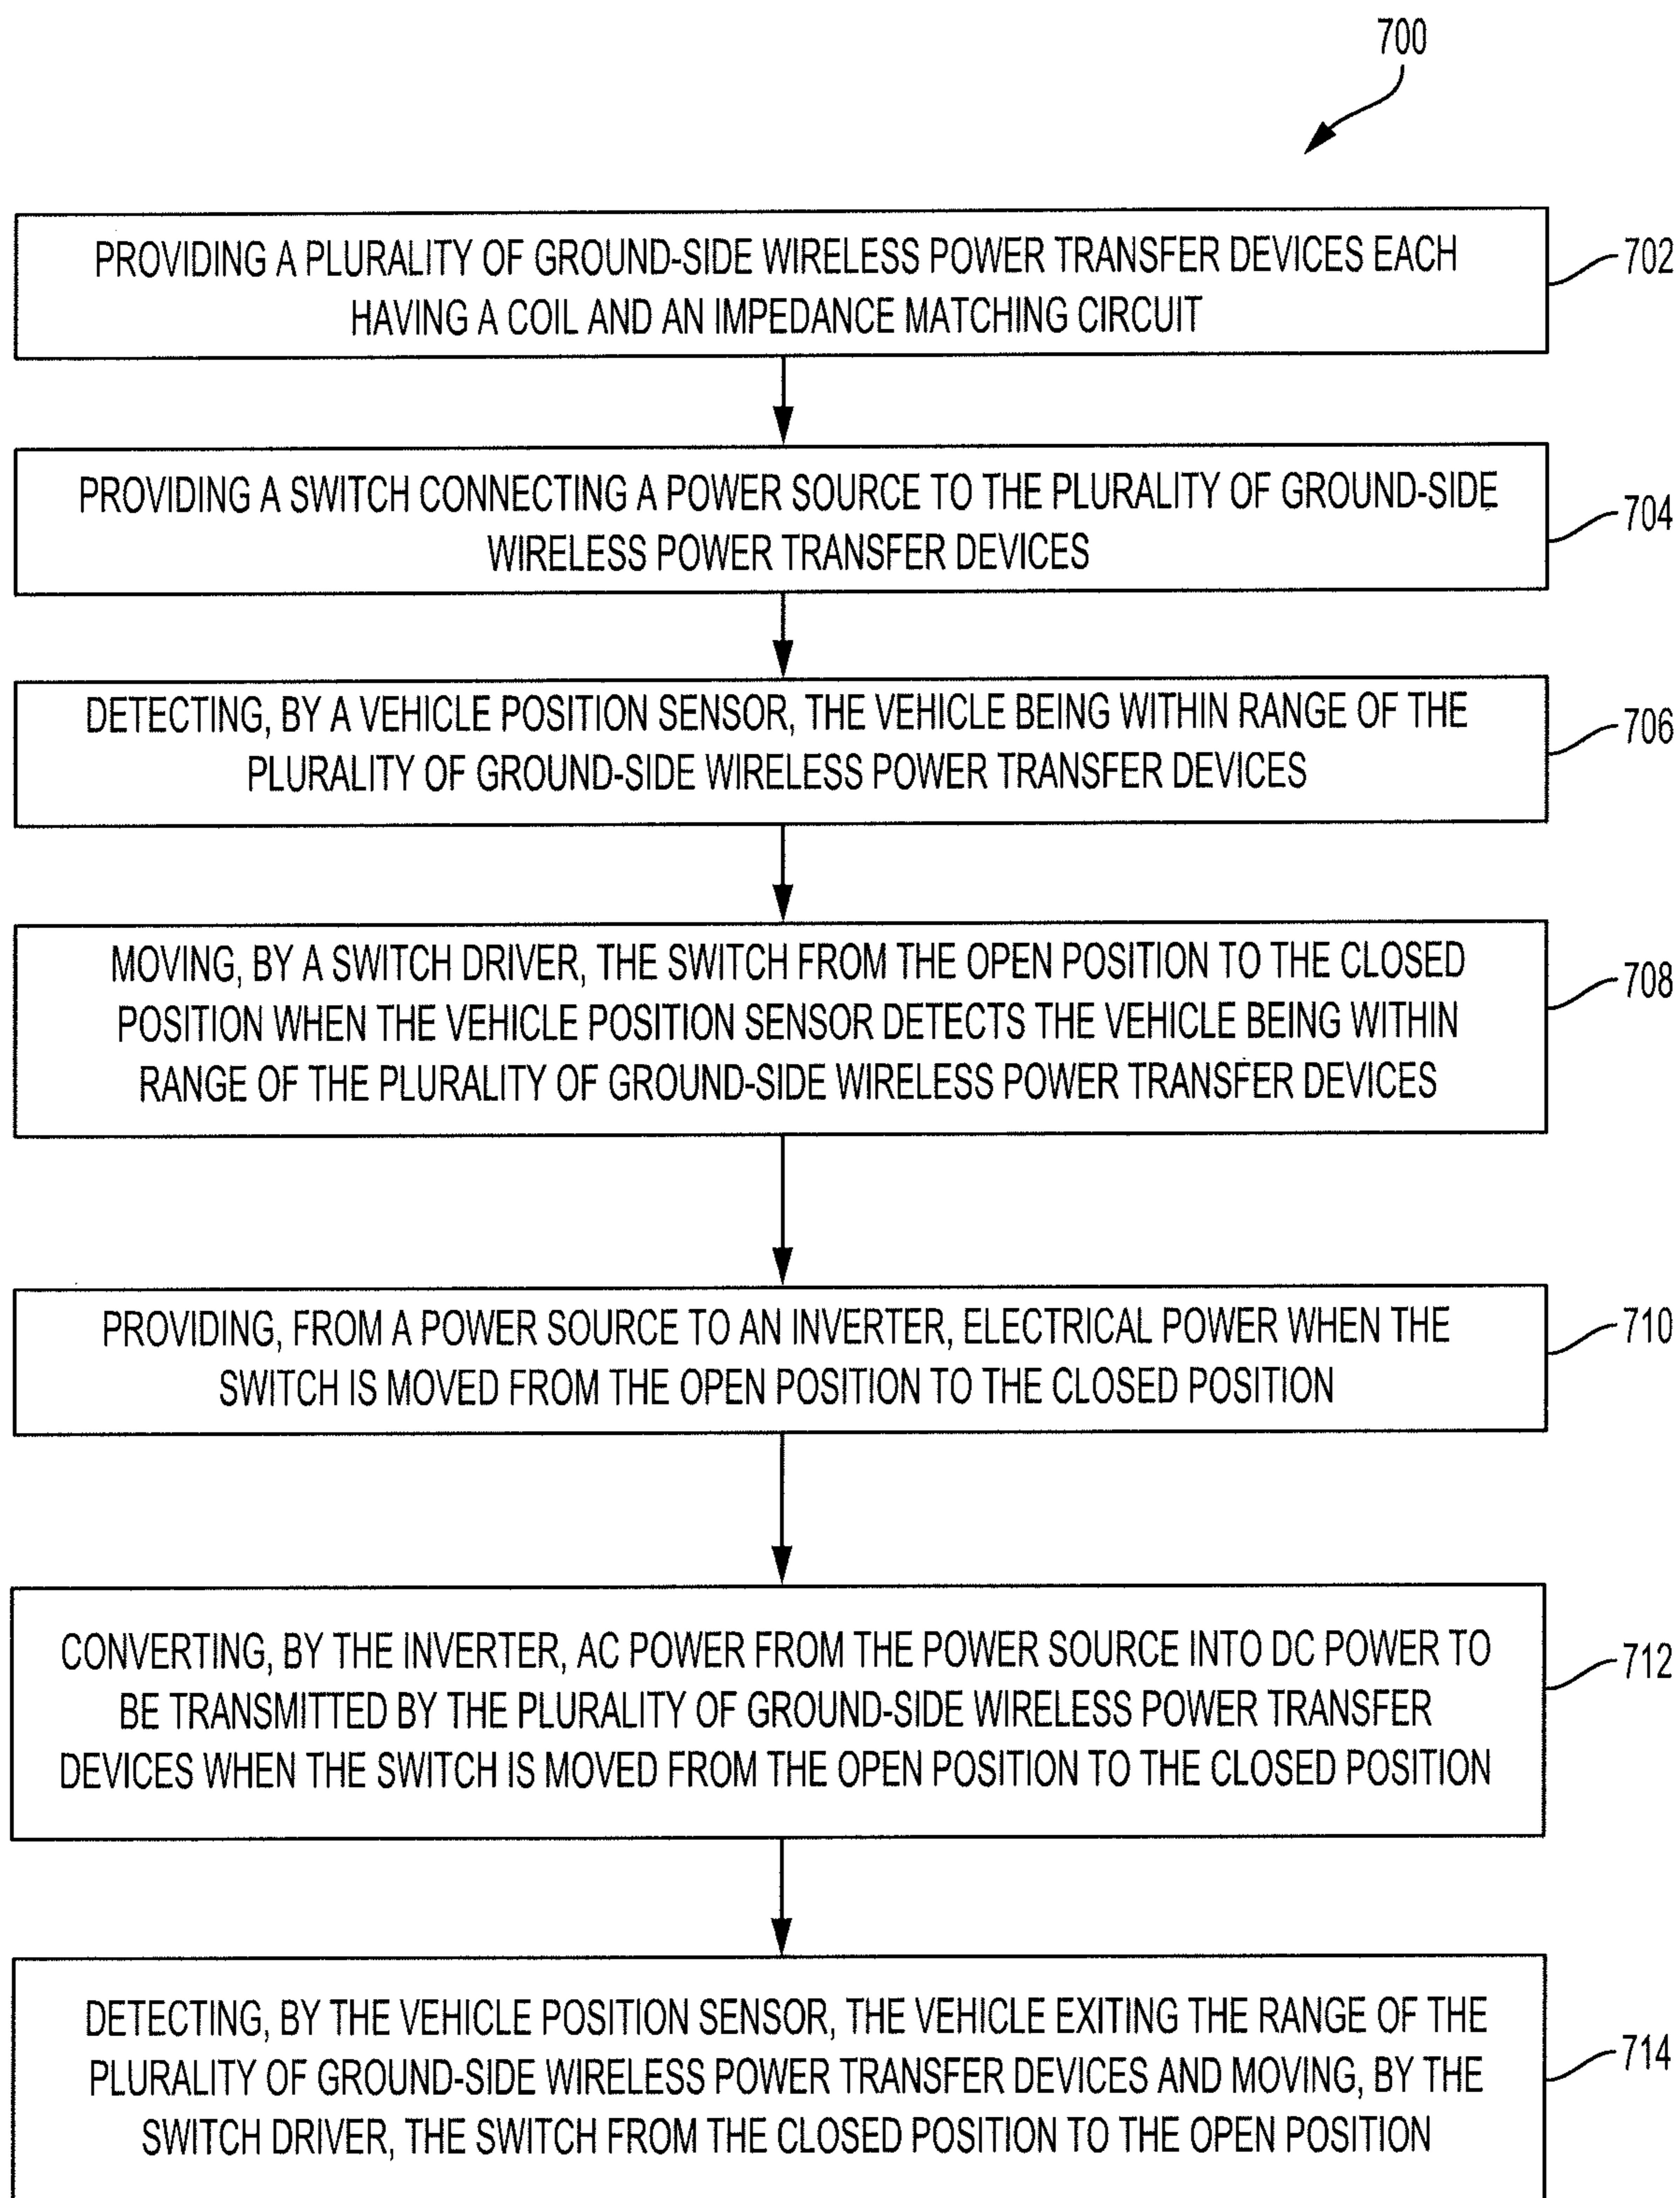 700
PROVIDING A PLURALITY OF GROUND-SIDE WIRELESS POWER TRANSFER DEVICES EACH
HAVING A COIL AND AN IMPEDANCE MATCHING CIRCUIT
702
PROVIDING A SWITCH CONNECTING A POWER SOURCE TO THE PLURALITY OF GROUND-SIDE
WIRELESS POWER TRANSFER DEVICES
704
DETECTING, BY A VEHICLE POSITION SENSOR, THE VEHICLE BEING WITHIN RANGE OF THE
PLURALITY OF GROUND-SIDE WIRELESS POWER TRANSFER DEVICES
706
MOVING, BY A SWITCH DRIVER, THE SWITCH FROM THE OPEN POSITION TO THE CLOSED
POSITION WHEN THE VEHICLE POSITION SENSOR DETECTS THE VEHICLE BEING WITHIN
RANGE OF THE PLURALITY OF GROUND-SIDE WIRELESS POWER TRANSFER DEVICES
708
PROVIDING, FROM A POWER SOURCE TO AN INVERTER, ELECTRICAL POWER WHEN THE
SWITCH IS MOVED FROM THE OPEN POSITION TO THE CLOSED POSITION
710
CONVERTING, BY THE INVERTER, AC POWER FROM THE POWER SOURCE INTO DC POWER TO
BE TRANSMITTED BY THE PLURALITY OF GROUND-SIDE WIRELESS POWER TRANSFER
DEVICES WHEN THE SWITCH IS MOVED FROM THE OPEN POSITION TO THE CLOSED POSITION
712
DETECTING, BY THE VEHICLE POSITION SENSOR, THE VEHICLE EXITING THE RANGE OF THE
PLURALITY OF GROUND-SIDE WIRELESS POWER TRANSFER DEVICES AND MOVING, BY THE
SWITCH DRIVER, THE SWITCH FROM THE CLOSED POSITION TO THE OPEN POSITION
714